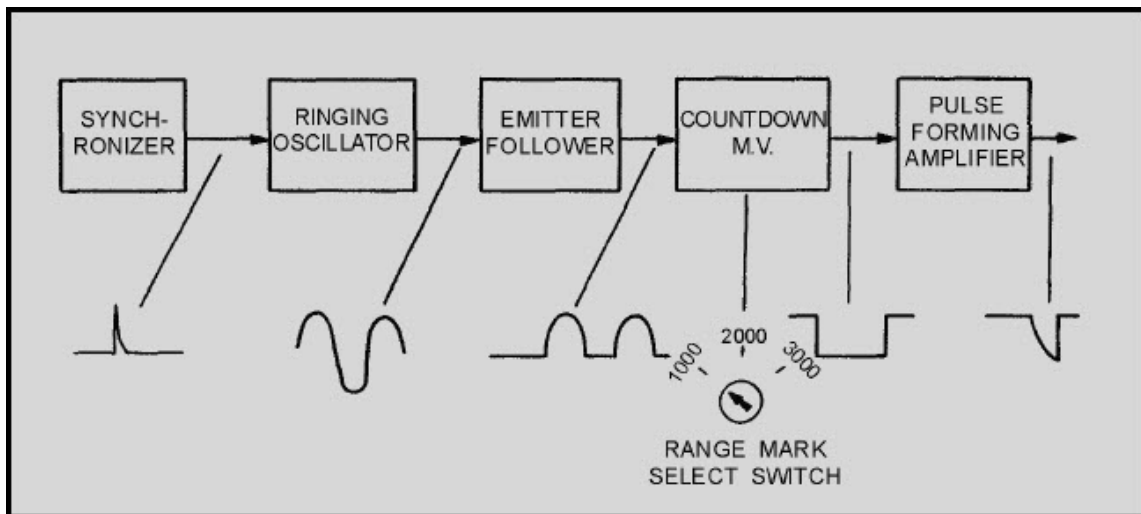 SYNCH-
RONIZER
RINGING
OSCILLATOR
EMITTER
FOLLOWER
COUNTDOWN
M.V.
PULSE
FORMING
AMPLIFIER
1000
2000
3000
RANGE MARK
SELECT SWITCH